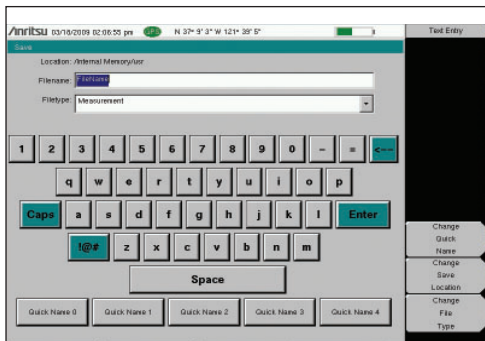 Anritsu 03/18/2009 02:06:55 pm GPS N 37° 9' 3" W 121° 39' 5" Text Entry
Save
Location: /Internal Memory/usr
Filename: FileName
Filetype: Measurement
1 2 3 4 5 6 7 8 9 0 - = <--
q w e r t y u i o p
Caps a s d f g h j k l Enter
!@# z x c v b n m
Space
Quick Name 0 Quick Name 1 Quick Name 2 Quick Name 3 Quick Name 4
Change
Quick
Name
Change
Save
Location
Change
File
Type